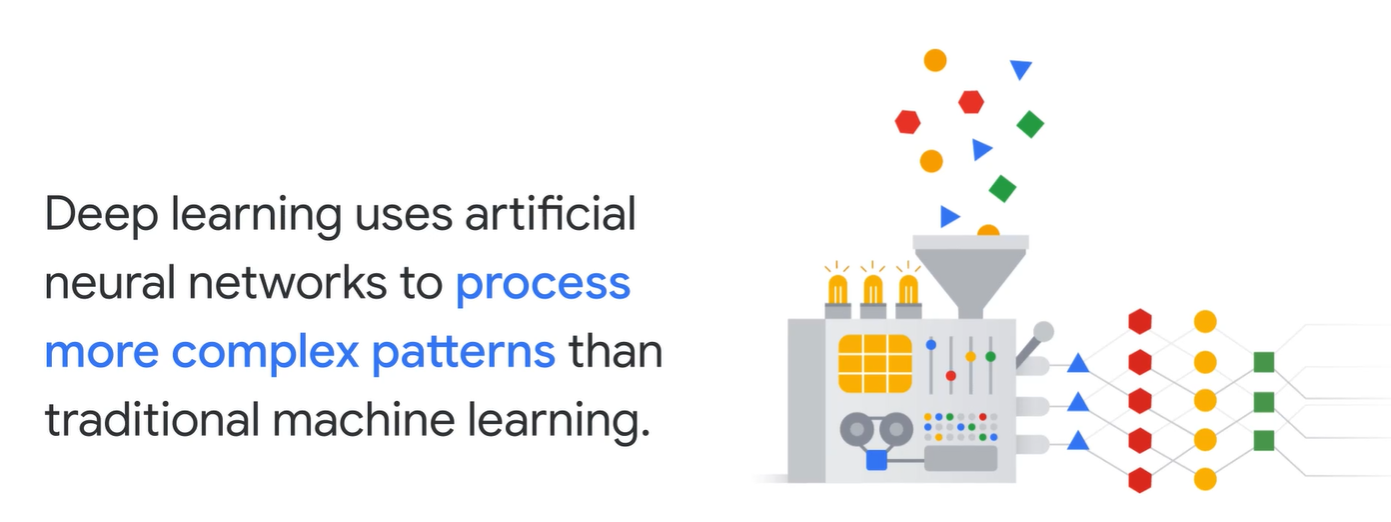 Deep learning uses artificial
neural networks to process
more complex patterns than
traditional machine learning.